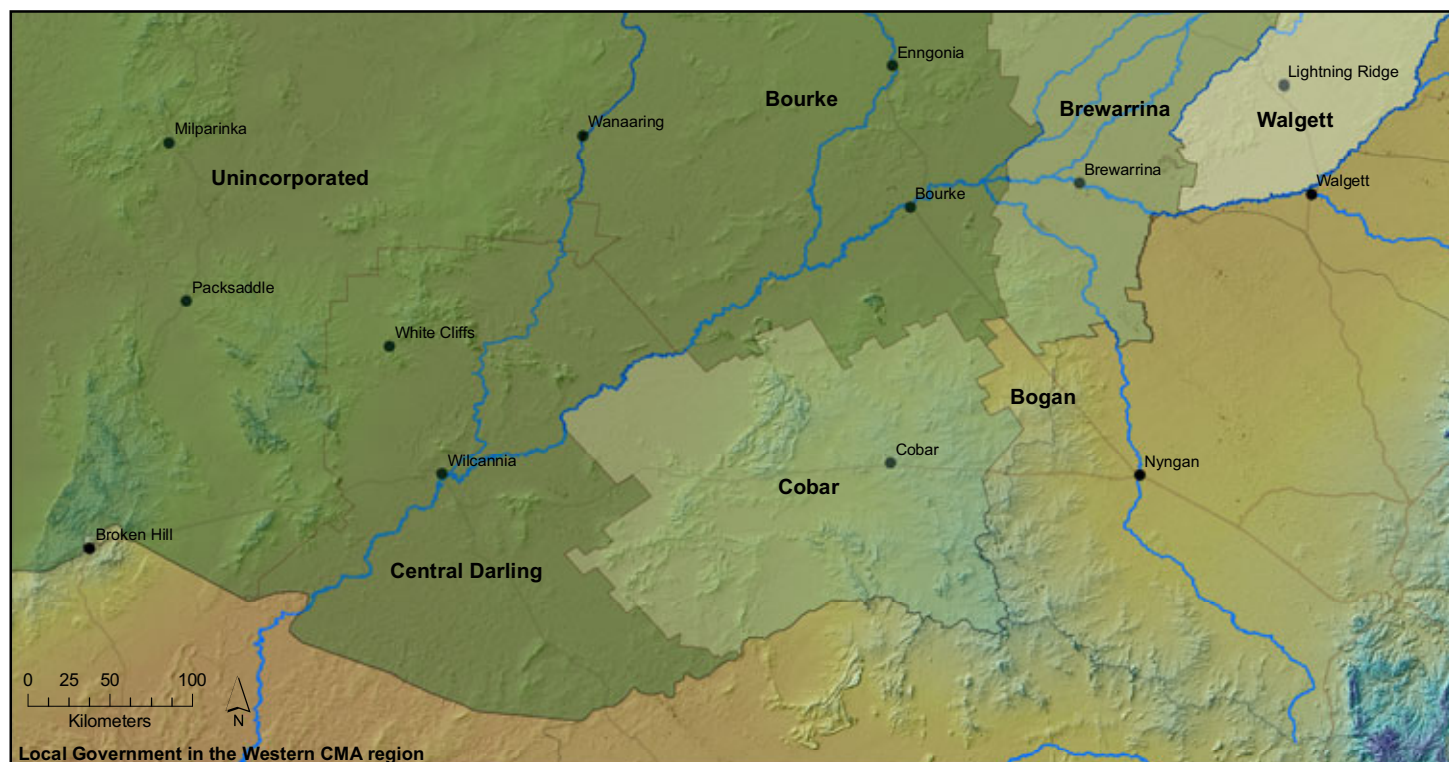 Enngonia
Lightning Ridge
Bourke
Brewarrina
Walgett
Milparinka
Wanaaring
Unincorporated
Brewarrina
Walgett
Bourke
Packsaddle
White Cliffs
Bogan
Cobar
Wilcannia
Nyngan
Cobar
Broken Hill
Central Darling
0 25 50 100
Kilometers
N
Local Government in the Western CMA region